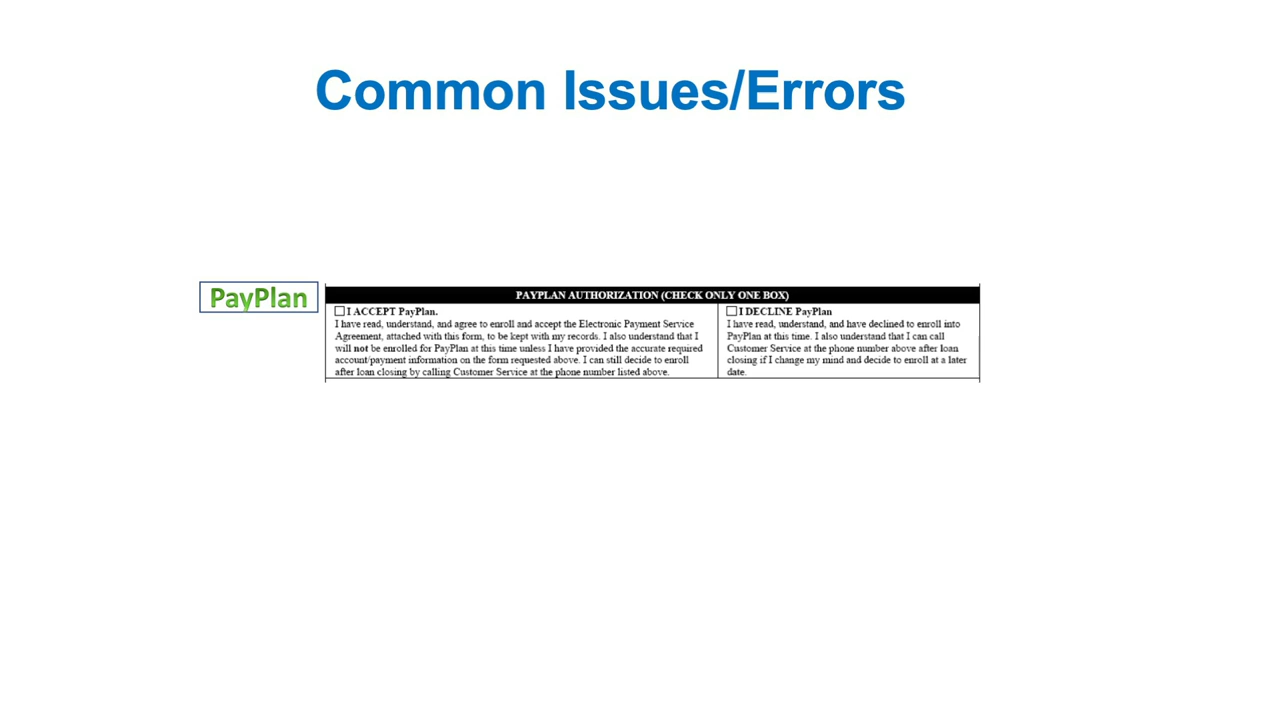 Common Issues/Errors
PayPlan
PAYPLAN AUTHORIZATION (CHECK ONLY ONE BOX)
I ACCEPT PayPlan.
I have read, understand, and agree to enroll and accept the Electronic Payment Service
Agreement, attached with this form, to be kept with my records. I also understand that I
will not be enrolled for PayPlan at this time unless I have provided the accurate required
account/payment information on the form requested above. I can still decide to enroll
after loan closing by calling Customer Service at the phone number listed above.
I DECLINE PayPlan
I have read, understand, and have declined to enroll into
PayPlan at this time. I also understand that I can call
Customer Service at the phone number above after loan
closing if I change my mind and decide to enroll at a later
date.